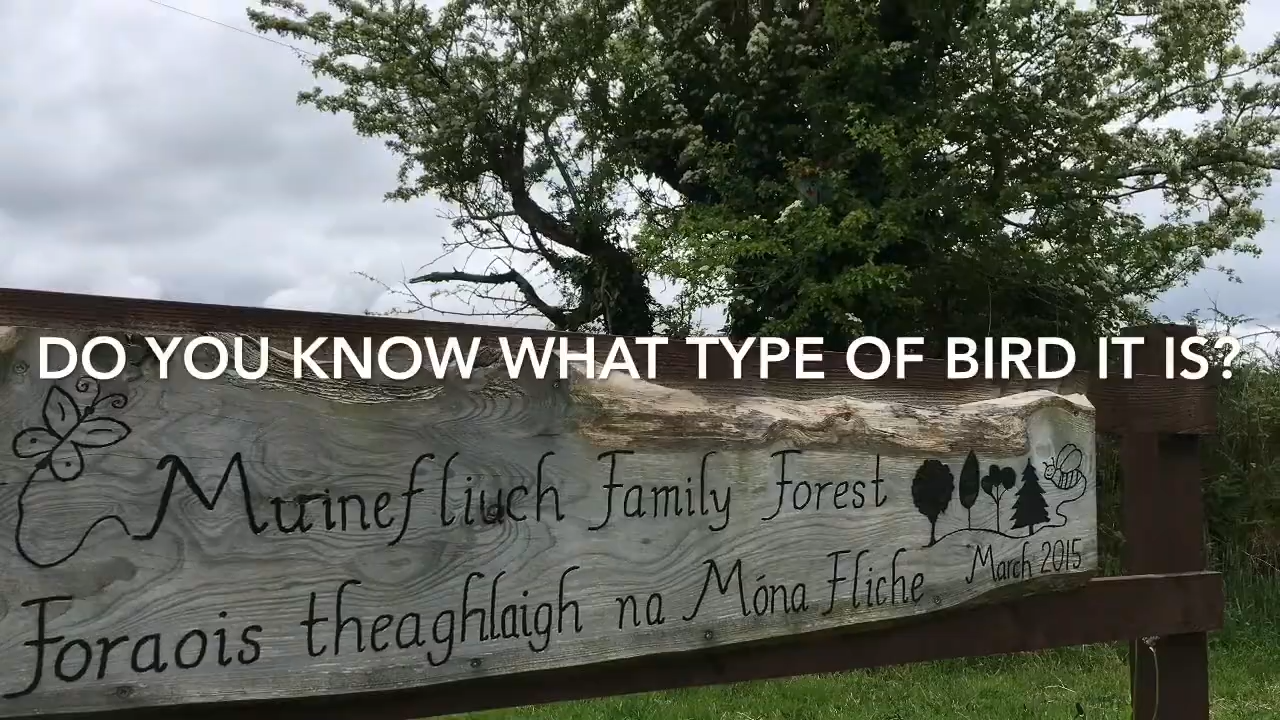 DO YOU KNOW WHAT TYPE OF BIRD IT IS?
Muinefliuch Family Forest
Foraois theaghlaigh na Móna Fliche
March 2015